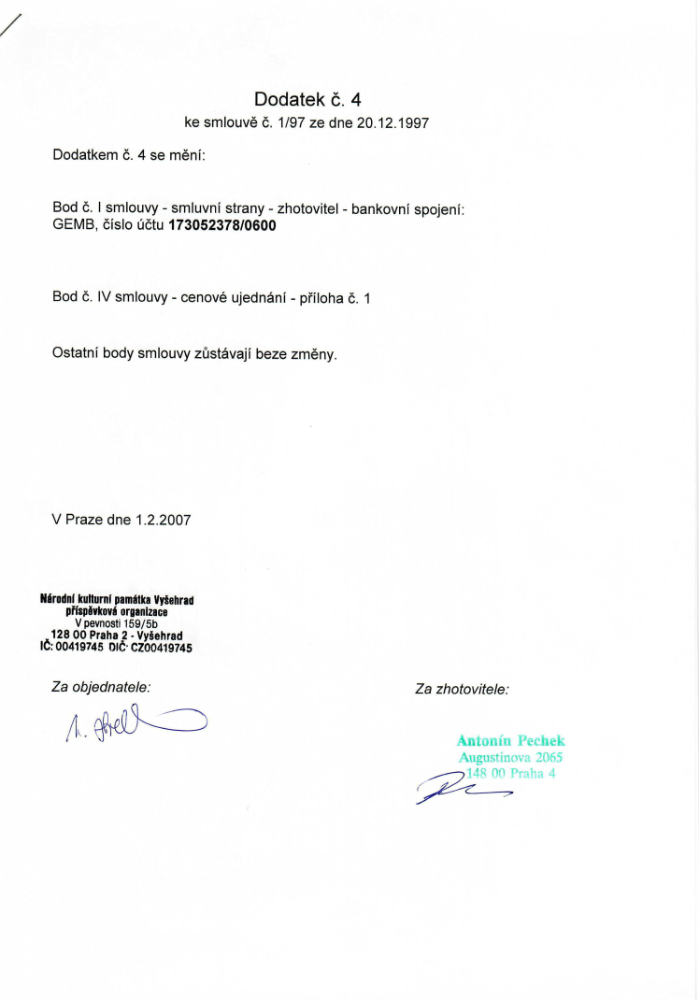 Dodatek č. 4
ke smlouvě č. 1/97 ze dne 20.12.1997
Dodatkem č. 4 se mění:
Bod č. I smlouvy - smluvní strany - zhotovitel - bankovní spojení:
GEMB, číslo účtu 173052378/0600
Bod č. IV smlouvy - cenové ujednání - příloha č. 1
Ostatní body smlouvy zůstávají beze změny.
V Praze dne 1.2.2007
Národní kulturní památka Vyšehrad
příspěvková organizace
V pevnosti 159/5b
128 00 Praha 2 - Vyšehrad
IČ: 00419745 DIČ: CZ00419745
Za objednatele:
Za zhotovitele:
Antonín Pechek
Augustinova 2065
148 00 Praha 4